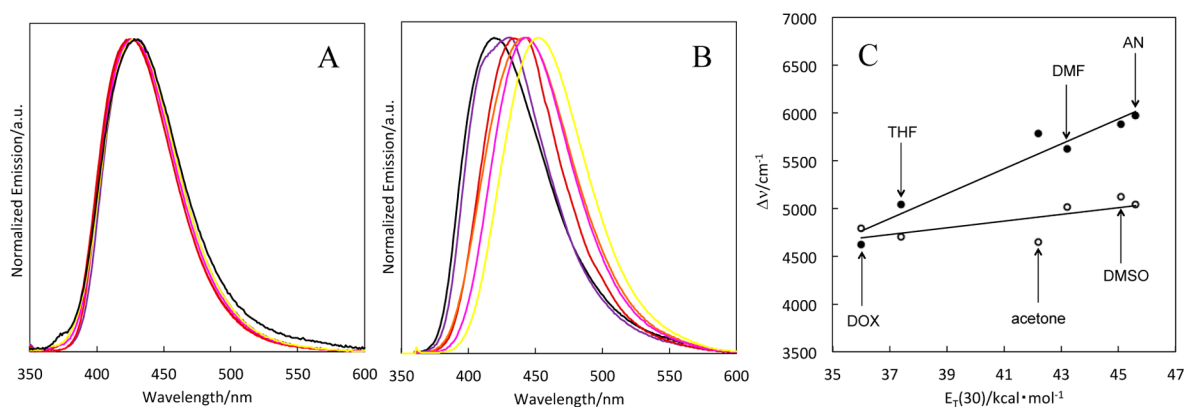 A
Normalized Emission/a.u.
350 400 450 500 550 600
Wavelength/nm
B
Normalized Emission/a.u.
350 400 450 500 550 600
Wavelength/nm
C
Δν/cm⁻¹
7000
6500
6000
5500
5000
4500
4000
3500
AN
DMF
THF
DMSO
DOX
acetone
35 37 39 41 43 45 47
E_T(30)/kcal・mol⁻¹